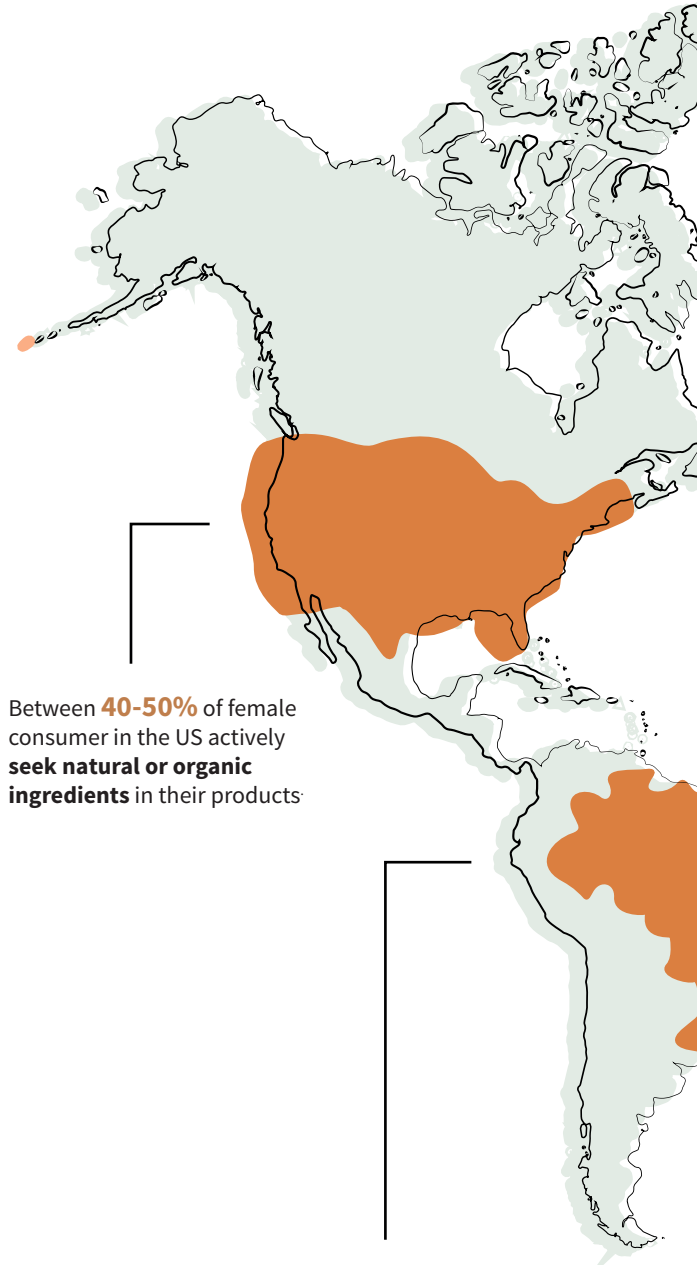 Between 40-50% of female
consumer in the US actively
seek natural or organic
ingredients in their products